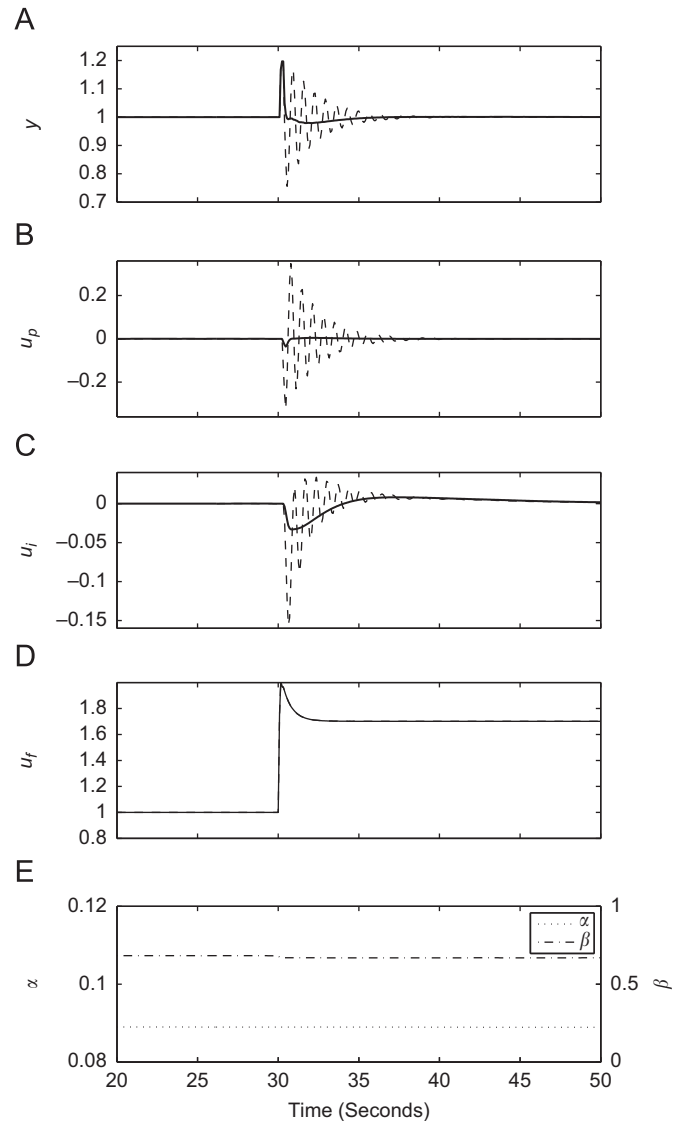 A
1.2
1.1
1
0.9
0.8
0.7
y
B
0.2
0
−0.2
u_p
C
0
−0.05
−0.1
−0.15
u_i
D
1.8
1.6
1.4
1.2
1
0.8
u_f
E
0.12
0.1
0.08
α
1
0.5
0
β
α
β
20 25 30 35 40 45 50
Time (Seconds)